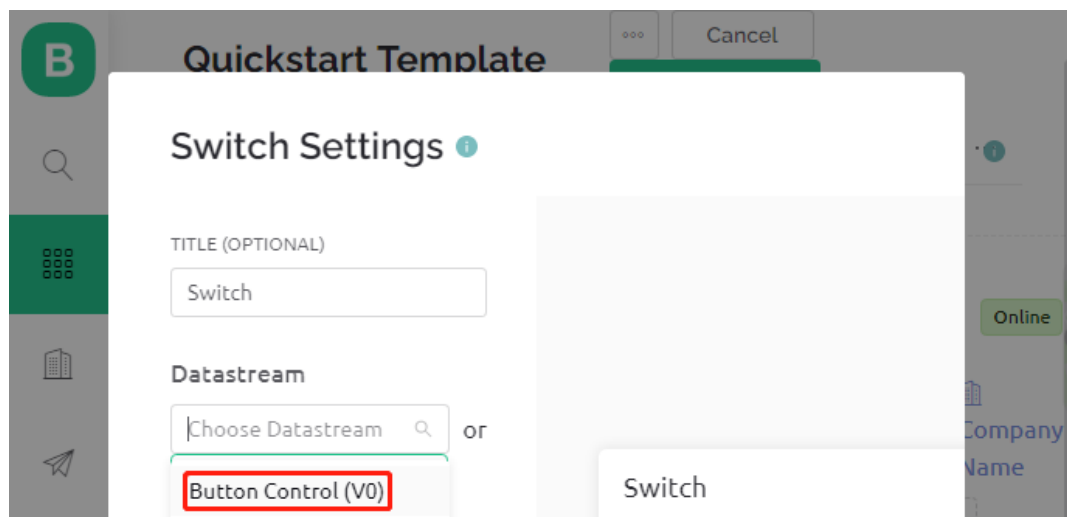 B
Quickstart Template
Cancel
Switch Settings
TITLE (OPTIONAL)
Switch
Online
Datastream
Choose Datastream or
Company
Name
Button Control (V0)
Switch